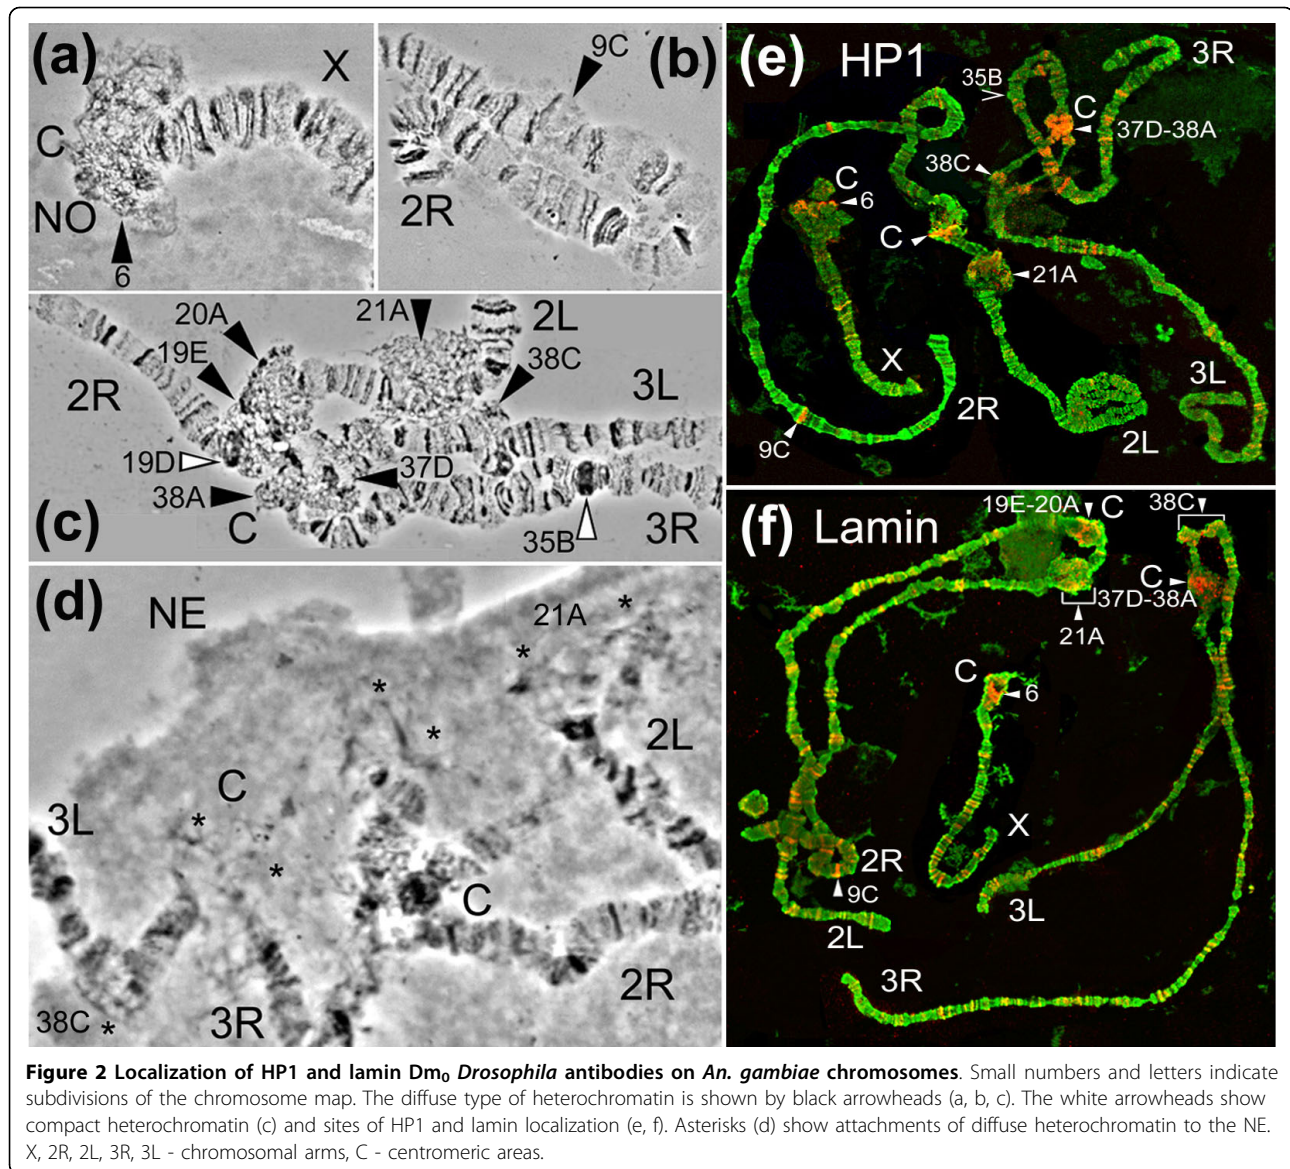 (a)
X
C
NO
6
9C
(b)
2R
20A
21A
2L
19E
38C
3L
2R
19D
37D
38A
(c)
C
35B
3R
(d)
NE
21A
*
*
*
*
2L
C
3L
*
*
C
2R
38C *
3R
(e) HP1
35B
3R
C
37D-38A
38C
C
6
C
21A
X
3L
2R
9C
2L
(f) Lamin
19E-20A
C
38C
C
37D-38A
21A
C
6
X
2R
9C
3L
2L
3R
Figure 2 Localization of HP1 and lamin Dm₀ Drosophila antibodies on An. gambiae chromosomes. Small numbers and letters indicate
subdivisions of the chromosome map. The diffuse type of heterochromatin is shown by black arrowheads (a, b, c). The white arrowheads show
compact heterochromatin (c) and sites of HP1 and lamin localization (e, f). Asterisks (d) show attachments of diffuse heterochromatin to the NE.
X, 2R, 2L, 3R, 3L - chromosomal arms, C - centromeric areas.